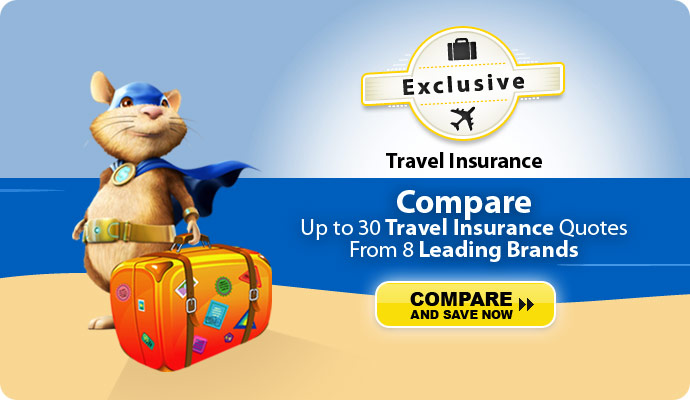 Exclusive
Travel Insurance
Compare
Up to 30 Travel Insurance Quotes
From 8 Leading Brands
COMPARE
AND SAVE NOW